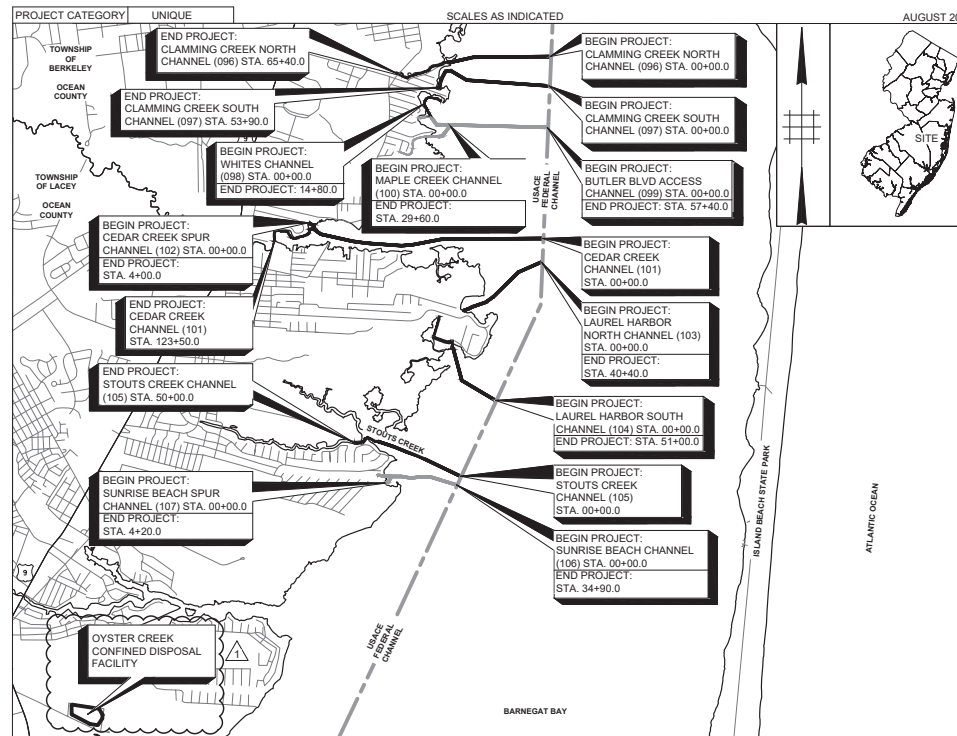 PROJECT CATEGORY UNIQUE
SCALES AS INDICATED
AUGUST 20
TOWNSHIP
OF
BERKELEY
OCEAN
COUNTY
END PROJECT:
CLAMMING CREEK NORTH
CHANNEL (096) STA. 65+40.0
BEGIN PROJECT:
CLAMMING CREEK NORTH
CHANNEL (096) STA. 00+00.0
END PROJECT:
CLAMMING CREEK SOUTH
CHANNEL (097) STA. 53+90.0
BEGIN PROJECT:
CLAMMING CREEK SOUTH
CHANNEL (097) STA. 00+00.0
SITE
BEGIN PROJECT:
WHITES CHANNEL
(098) STA. 00+00.0
END PROJECT: 14+80.0
BEGIN PROJECT:
MAPLE CREEK CHANNEL
(100) STA. 00+00.0
END PROJECT:
STA. 29+60.0
USACE
FEDERAL
CHANNEL
BEGIN PROJECT:
BUTLER BLVD ACCESS
CHANNEL (099) STA. 00+00.0
END PROJECT: STA. 57+40.0
TOWNSHIP
OF LACEY
OCEAN
COUNTY
BEGIN PROJECT:
CEDAR CREEK SPUR
CHANNEL (102) STA. 00+00.0
END PROJECT:
STA. 4+00.0
BEGIN PROJECT:
CEDAR CREEK
CHANNEL (101)
STA. 00+00.0
END PROJECT:
CEDAR CREEK
CHANNEL (101)
STA. 123+50.0
BEGIN PROJECT:
LAUREL HARBOR
NORTH CHANNEL (103)
STA. 00+00.0
END PROJECT:
STA. 40+40.0
END PROJECT:
STOUTS CREEK CHANNEL
(105) STA. 50+00.0
BEGIN PROJECT:
LAUREL HARBOR SOUTH
CHANNEL (104) STA. 00+00.0
END PROJECT: STA. 51+00.0
STOUTS CREEK
BEGIN PROJECT:
STOUTS CREEK
CHANNEL (105)
STA. 00+00.0
BEGIN PROJECT:
SUNRISE BEACH SPUR
CHANNEL (107) STA. 00+00.0
END PROJECT:
STA. 4+20.0
BEGIN PROJECT:
SUNRISE BEACH CHANNEL
(106) STA. 00+00.0
END PROJECT:
STA. 34+90.0
ISLAND BEACH STATE PARK
ATLANTIC OCEAN
9
USACE
FEDERAL
CHANNEL
OYSTER CREEK
CONFINED DISPOSAL
FACILITY
1
BARNEGAT BAY